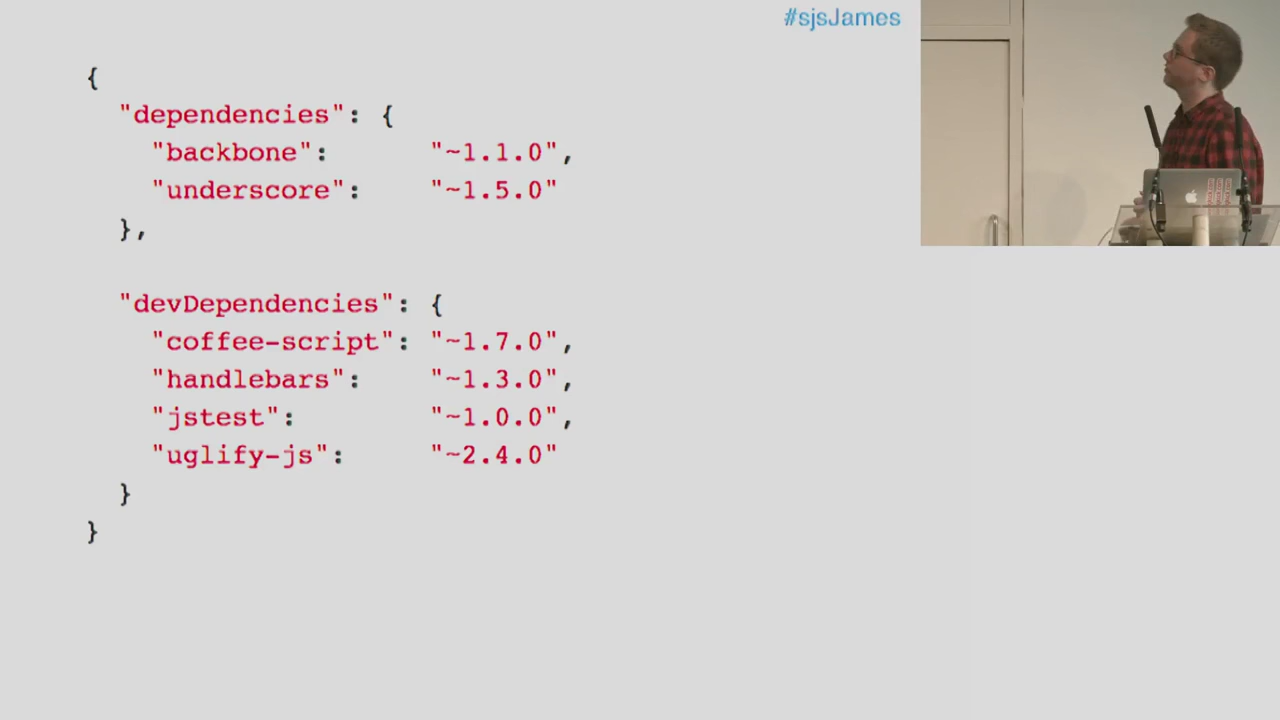 #sjsJames
{
"dependencies": {
"backbone": "~1.1.0",
"underscore": "~1.5.0"
},
"devDependencies": {
"coffee-script": "~1.7.0",
"handlebars": "~1.3.0",
"jstest": "~1.0.0",
"uglify-js": "~2.4.0"
}
}